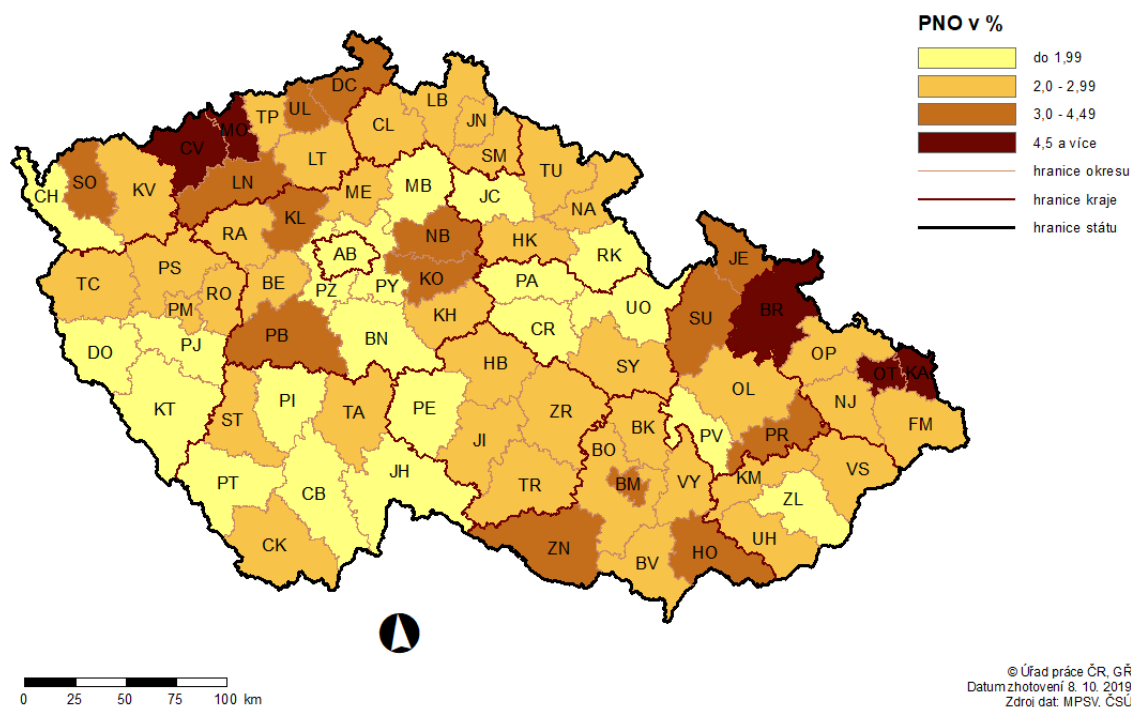 PNO v %
do 1,99
2,0 - 2,99
3,0 - 4,49
4,5 a více
hranice okresu
hranice kraje
hranice státu
DC
UL
LB
TP
MO
CL
JN
CV
LT
SM
SO
LN
TU
CH
KV
ME
MB
JC
KL
NA
RA
NB
HK
AB
RK
JE
PS
KO
PA
TC
RO
BE
PZ
PY
UO
BR
PM
KH
CR
SU
PB
BN
DO
PJ
HB
SY
OP
OT
KA
KT
PI
TA
PE
ZR
OL
NJ
ST
BK
PV
PR
FM
JI
BO
PT
CB
JH
TR
BM
VY
KM
VS
ZL
CK
ZN
BV
HO
UH
0 25 50 75 100 km
© Úřad práce ČR, GŘ
Datum zhotovení 8. 10. 2019
Zdroj dat: MPSV, ČSÚ